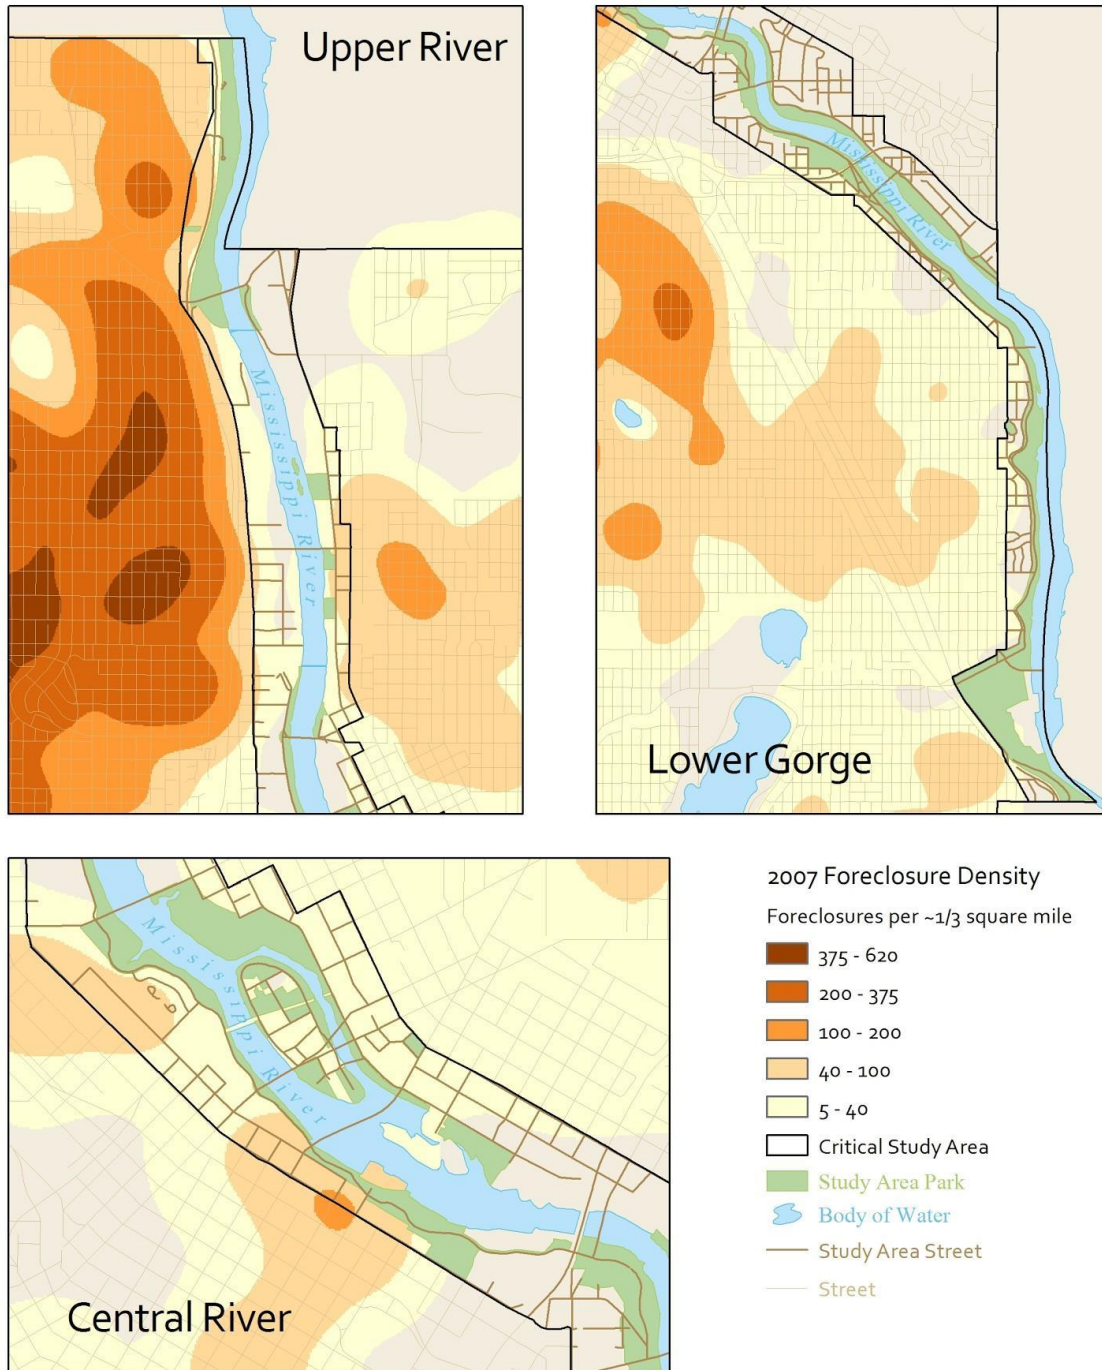 Upper River
Mississippi River
Mississippi River
Lower Gorge
Mississippi River
Central River
2007 Foreclosure Density
Foreclosures per ~1/3 square mile
375 - 620
200 - 375
100 - 200
40 - 100
5 - 40
Critical Study Area
Study Area Park
Body of Water
Study Area Street
Street